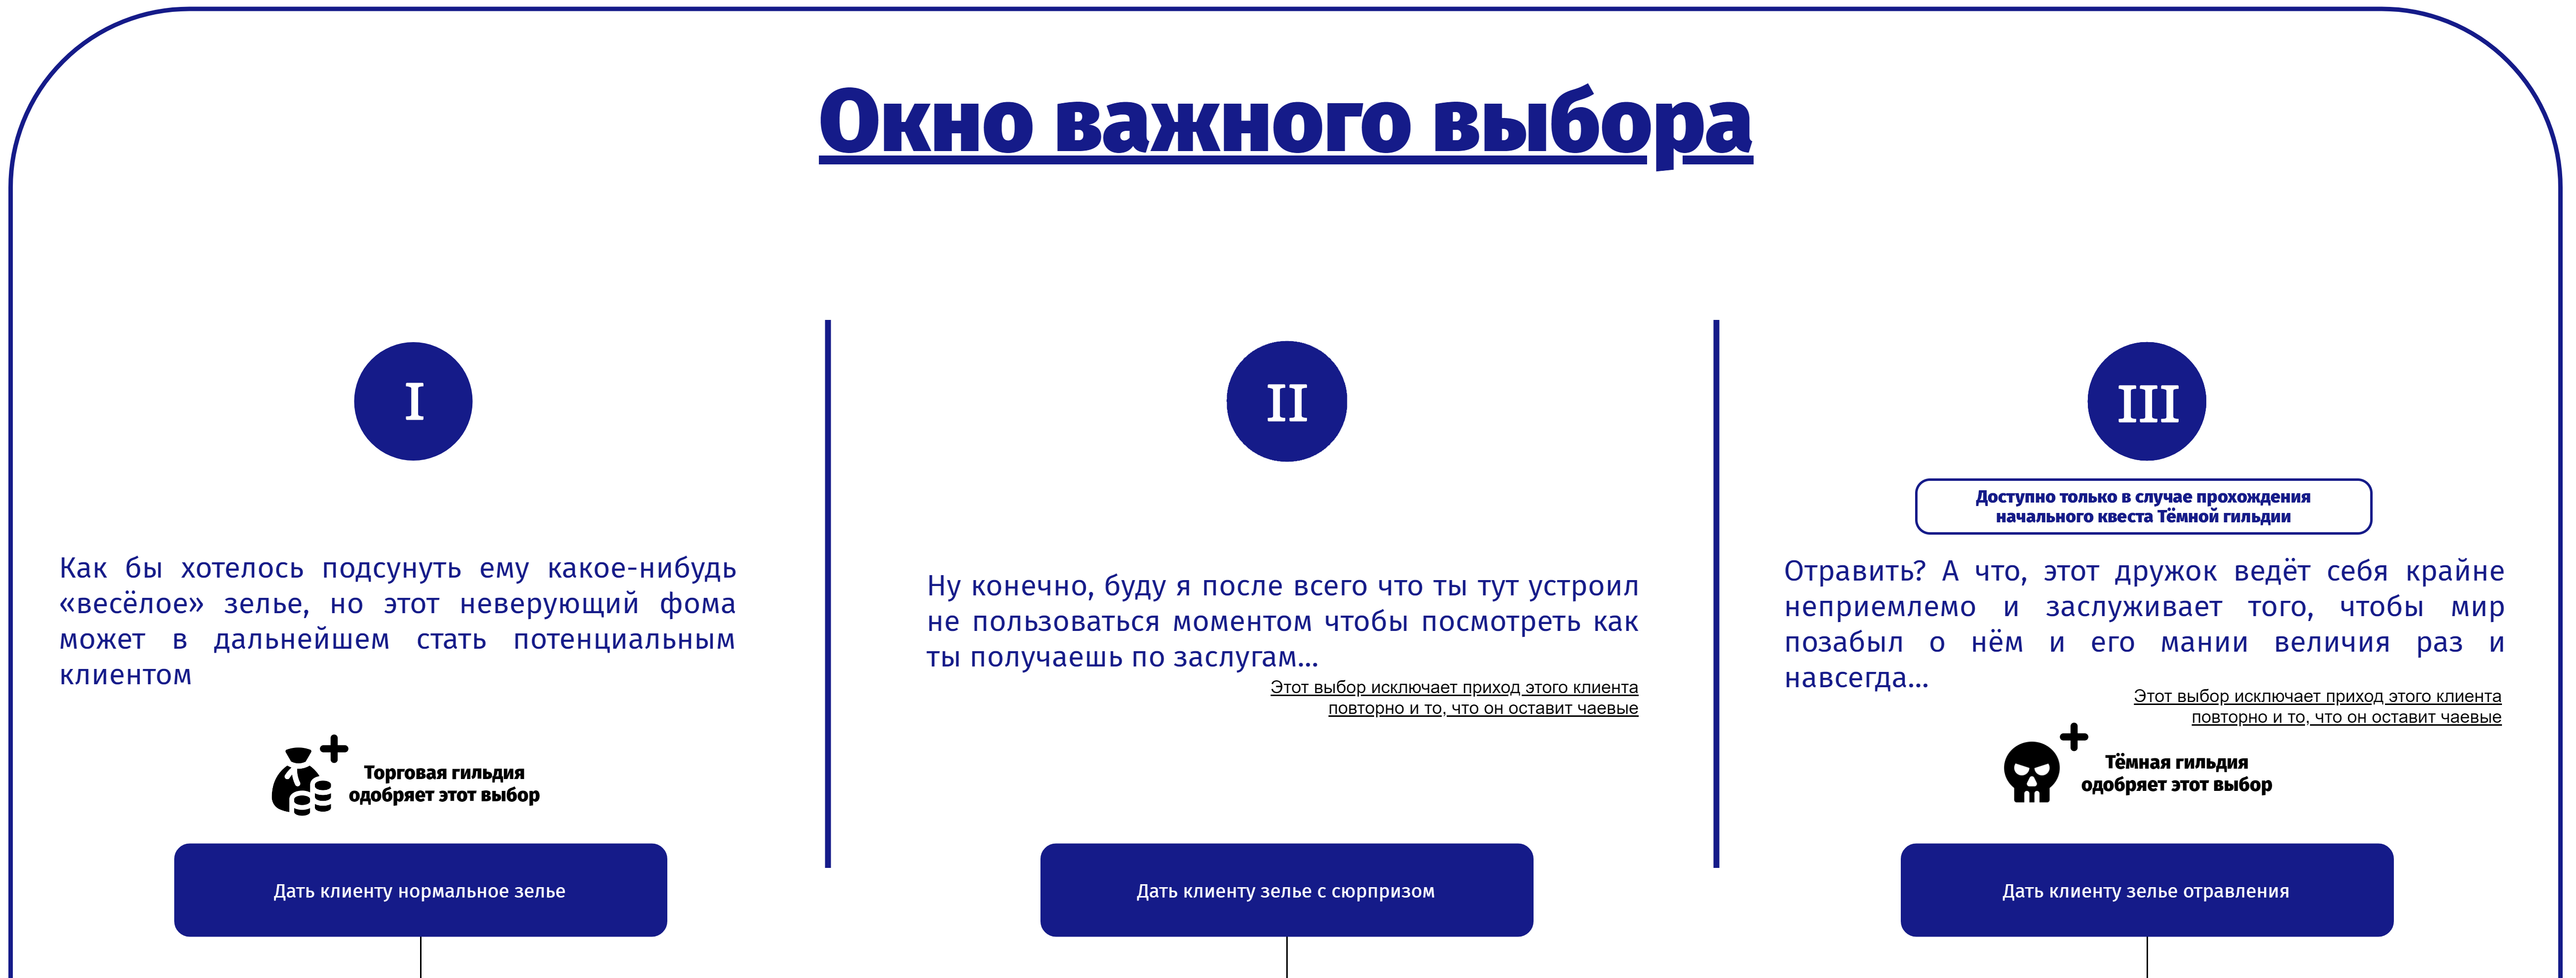 Окно важного выбора
I
Как бы хотелось подсунуть ему какое-нибудь
«весёлое» зелье, но этот неверующий фома
может в дальнейшем стать потенциальным
клиентом
Торговая гильдия
одобряет этот выбор
Дать клиенту нормальное зелье
II
Ну конечно, буду я после всего что ты тут устроил
не пользоваться моментом чтобы посмотреть как
ты получаешь по заслугам...
Этот выбор исключает приход этого клиента
повторно и то, что он оставит чаевые
Дать клиенту зелье с сюрпризом
III
Доступно только в случае прохождения
начального квеста Тёмной гильдии
Отравить? А что, этот дружок ведёт себя крайне
неприемлемо и заслуживает того, чтобы мир
позабыл о нём и его мании величия раз и
навсегда...
Этот выбор исключает приход этого клиента
повторно и то, что он оставит чаевые
Тёмная гильдия
одобряет этот выбор
Дать клиенту зелье отравления